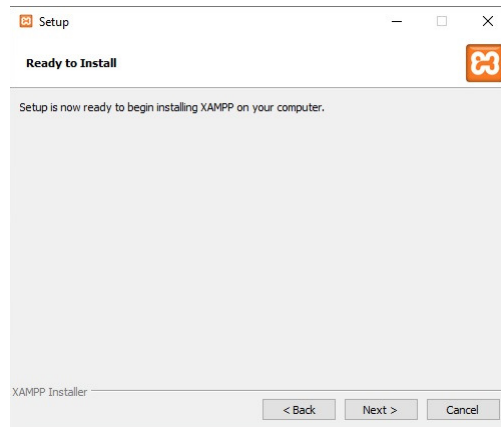 Setup
Ready to Install
Setup is now ready to begin installing XAMPP on your computer.
XAMPP Installer
< Back Next > Cancel